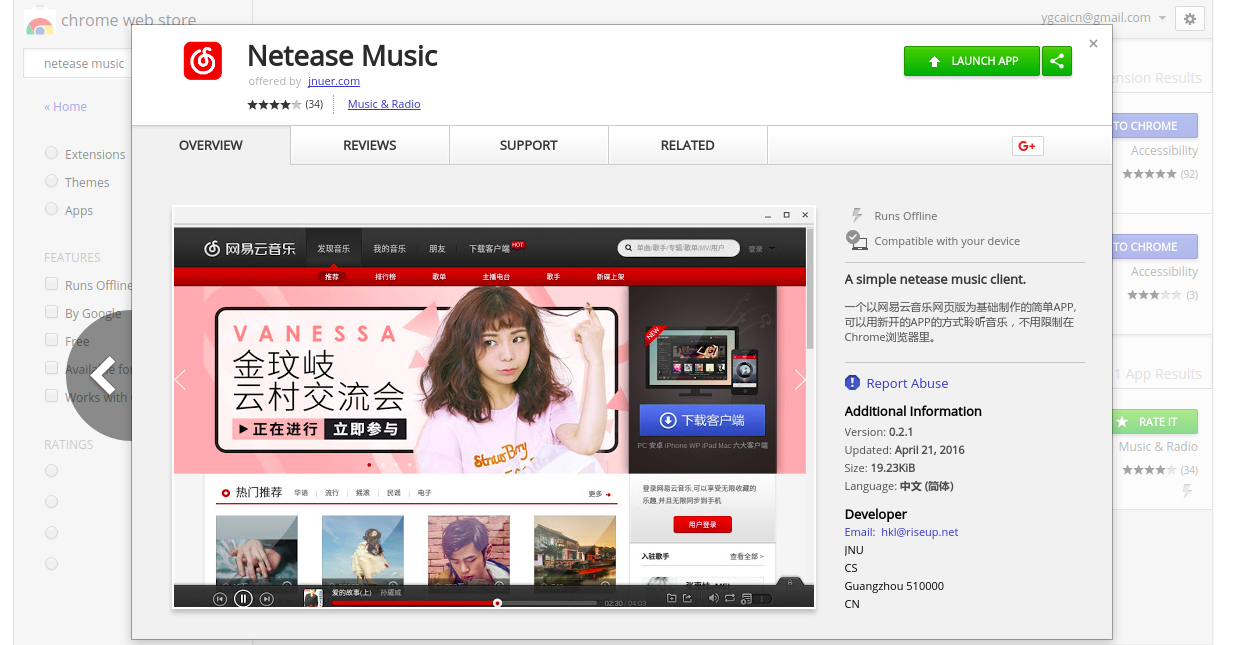 chrome web store
ygcaicn@gmail.com
netease music
« Home
Extensions
Themes
Apps
FEATURES
Runs Offline
By Google
Free
Available for
Works with
RATINGS
Netease Music
offered by jnuer.com
(34) Music & Radio
LAUNCH APP
OVERVIEW
REVIEWS
SUPPORT
RELATED
G+
网易云音乐
发现音乐
我的音乐
朋友
下载客户端
HOT
单曲/歌手/专辑/歌单/MV/用户
登录
推荐
排行榜
歌单
主播电台
歌手
新碟上架
VANESSA
金玟岐
云村交流会
正在进行 立即参与
StrawBrry
NEW
下载客户端
PC 安卓 iPhone WP iPad Mac 六大客户端
热门推荐
华语
流行
摇滚
民谣
电子
更多
登录网易云音乐,可以享受无限收藏的
乐趣,并且无限同步到手机
用户登录
入驻歌手
查看全部 >
爱的故事(上) 孙耀威
02:30 / 04:03
Runs Offline
Compatible with your device
A simple netease music client.
一个以网易云音乐网页版为基础制作的简单APP,
可以用新开的APP的方式聆听音乐，不用限制在
Chrome浏览器里。
Report Abuse
Additional Information
Version: 0.2.1
Updated: April 21, 2016
Size: 19.23KiB
Language: 中文 (简体)
Developer
Email: hkl@riseup.net
JNU
CS
Guangzhou 510000
CN
ension Results
TO CHROME
Accessibility
(92)
TO CHROME
Accessibility
(3)
1 App Results
RATE IT
Music & Radio
(34)